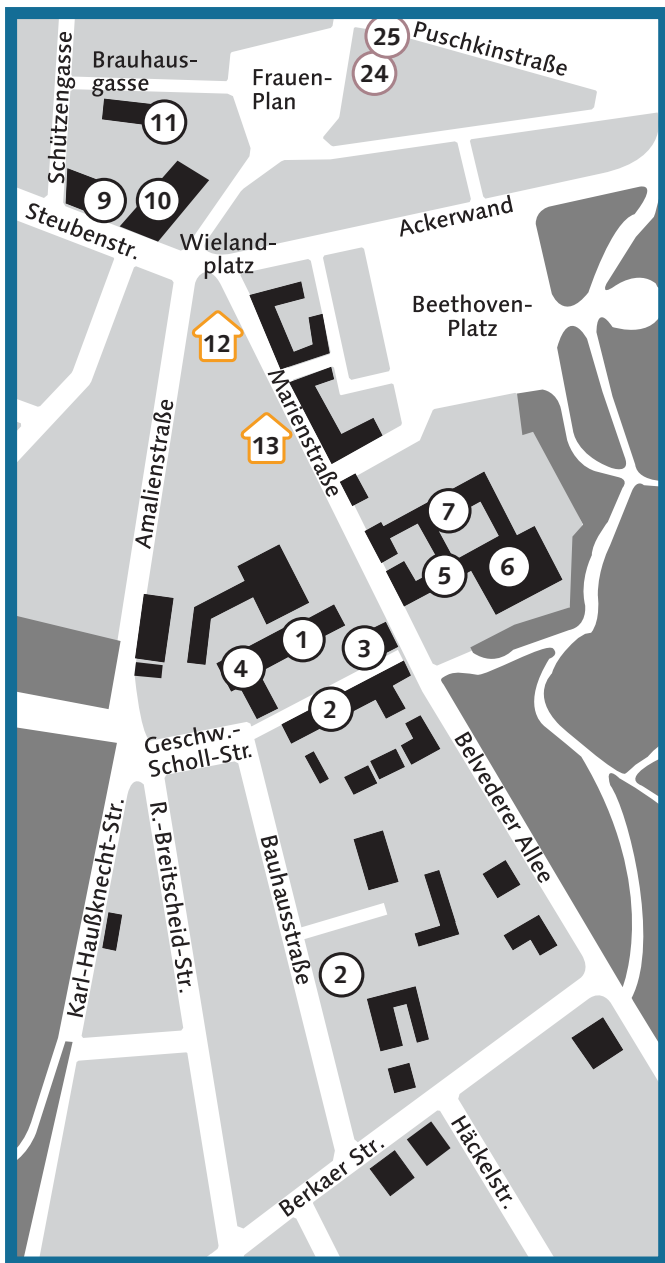 25
Puschkinstraße
24
Brauhaus-
gasse
Frauen-
Plan
Schützengasse
11
9
10
Steubenstr.
Wieland-
platz
Ackerwand
Beethoven-
Platz
12
13
Marienstraße
Amalienstraße
7
5
6
1
3
4
2
Geschw.-
Scholl-Str.
Belvederer Allee
Karl-Haußknecht-Str.
R.-Breitscheid-Str.
Bauhausstraße
2
Berkaer Str.
Häckelstr.